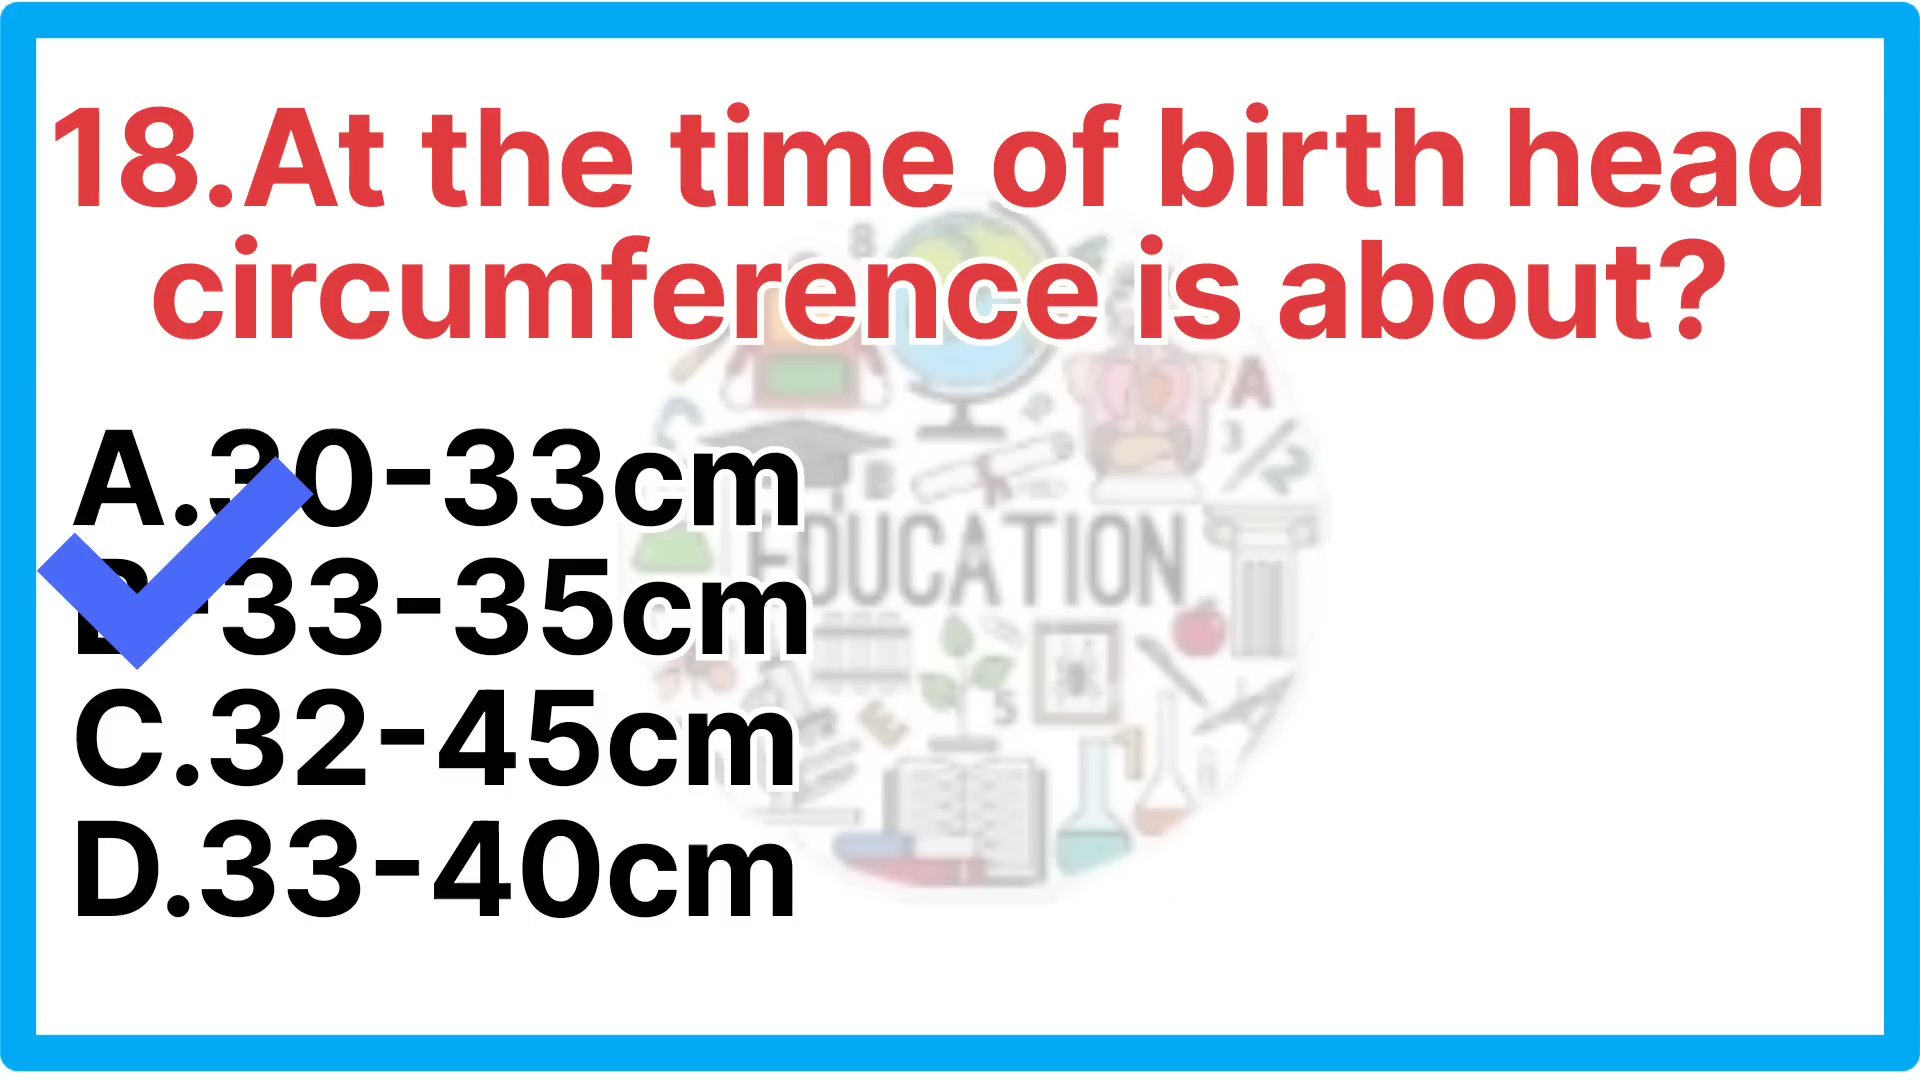 18.At the time of birth head
circumference is about?
A.30-33cm
B.33-35cm
C.32-45cm
D.33-40cm
EDUCATION